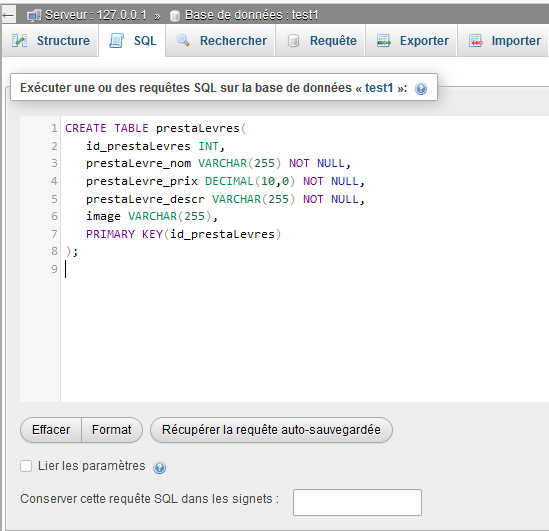 Serveur : 127.0.0.1 » Base de données : test1
Structure SQL Rechercher Requête Exporter Importer
Exécuter une ou des requêtes SQL sur la base de données « test1 »:
1 CREATE TABLE prestaLevres(
2 id_prestaLevres INT,
3 prestaLevre_nom VARCHAR(255) NOT NULL,
4 prestaLevre_prix DECIMAL(10,0) NOT NULL,
5 prestaLevre_descr VARCHAR(255) NOT NULL,
6 image VARCHAR(255),
7 PRIMARY KEY(id_prestaLevres)
8 );
9
Effacer Format Récupérer la requête auto-sauvegardée
Lier les paramètres
Conserver cette requête SQL dans les signets :